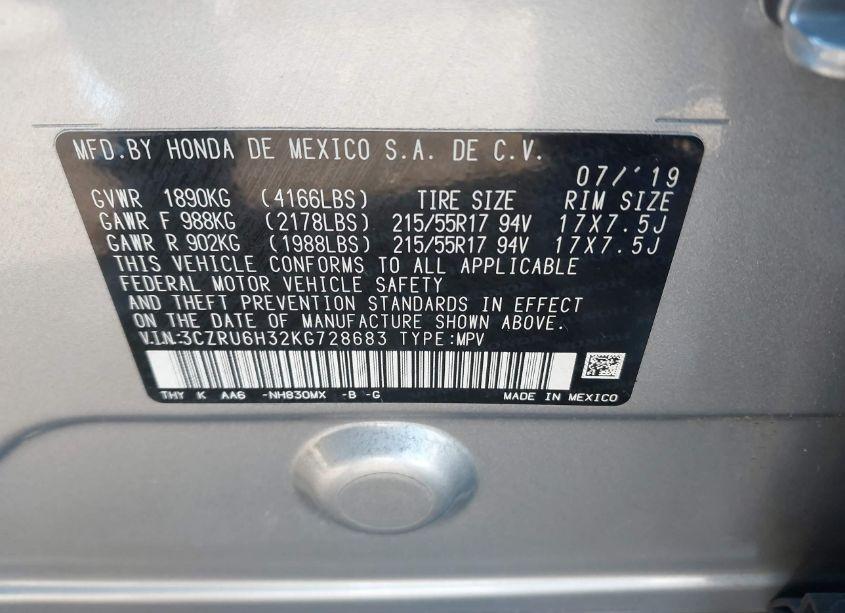 MFD.BY HONDA DE MEXICO S.A. DE C.V.
07/'19
GVWR 1890KG (4166LBS) TIRE SIZE RIM SIZE
GAWR F 988KG (2178LBS) 215/55R17 94V 17X7.5J
GAWR R 902KG (1988LBS) 215/55R17 94V 17X7.5J
THIS VEHICLE CONFORMS TO ALL APPLICABLE
FEDERAL MOTOR VEHICLE SAFETY
AND THEFT PREVENTION STANDARDS IN EFFECT
ON THE DATE OF MANUFACTURE SHOWN ABOVE.
V.I.N:3CZRU6H32KG728683 TYPE:MPV
THY K AA6 -NH830MX -B -G MADE IN MEXICO